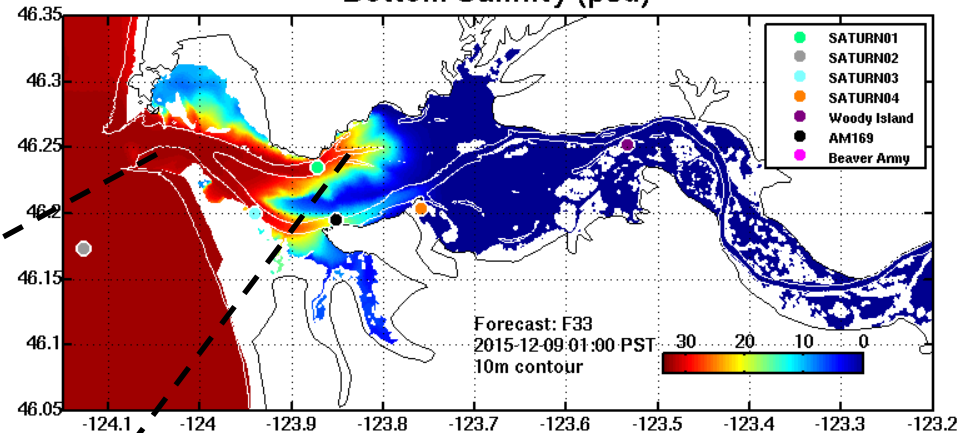 Bottom Salinity (psu)
46.35
46.3
46.25
46.2
46.15
46.1
46.05
SATURN01
SATURN02
SATURN03
SATURN04
Woody Island
AM169
Beaver Army
Forecast: F33
2015-12-09 01:00 PST
10m contour
30 20 10 0
-124.1 -124 -123.9 -123.8 -123.7 -123.6 -123.5 -123.4 -123.3 -123.2